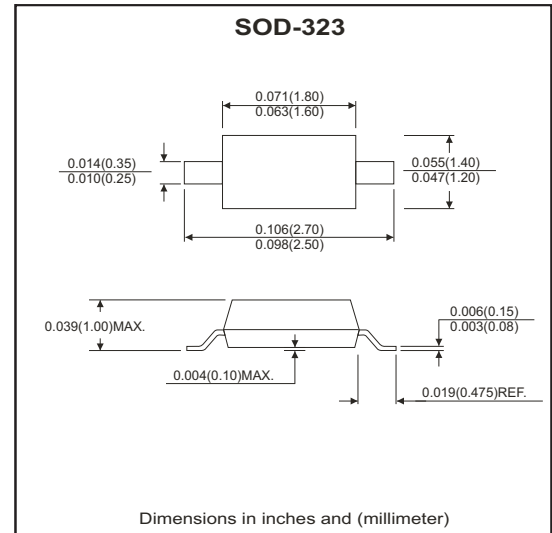 SOD-323
0.071(1.80)
0.063(1.60)
0.014(0.35)
0.010(0.25)
0.055(1.40)
0.047(1.20)
0.106(2.70)
0.098(2.50)
0.039(1.00)MAX.
0.006(0.15)
0.003(0.08)
0.004(0.10)MAX.
0.019(0.475)REF.
Dimensions in inches and (millimeter)